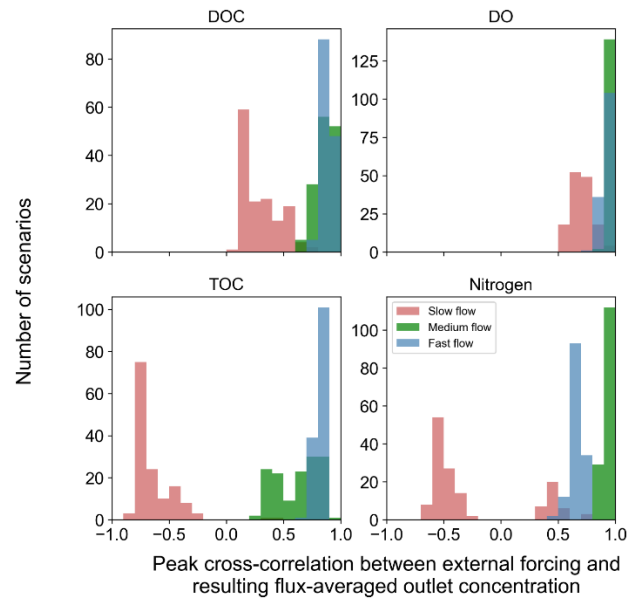 DOC
DO
80
60
40
20
0
125
100
75
50
25
0
Number of scenarios
TOC
Nitrogen
100
80
60
40
20
0
100
80
60
40
20
0
Slow flow
Medium flow
Fast flow
−1.0 −0.5 0.0 0.5 1.0
−1.0 −0.5 0.0 0.5 1.0
Peak cross-correlation between external forcing and
resulting flux-averaged outlet concentration